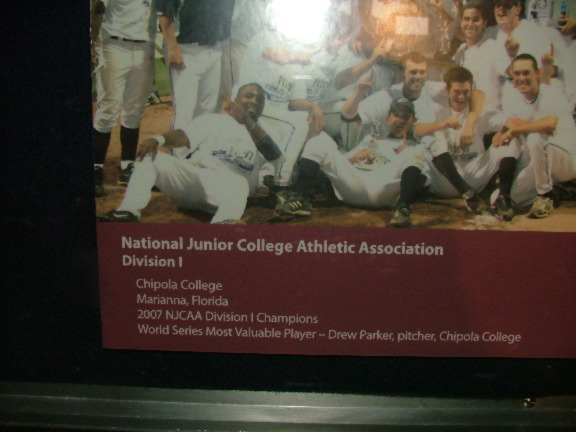 National Junior College Athletic Association
Division I
Chipola College
Marianna, Florida
2007 NJCAA Division I Champions
World Series Most Valuable Player – Drew Parker, pitcher, Chipola College